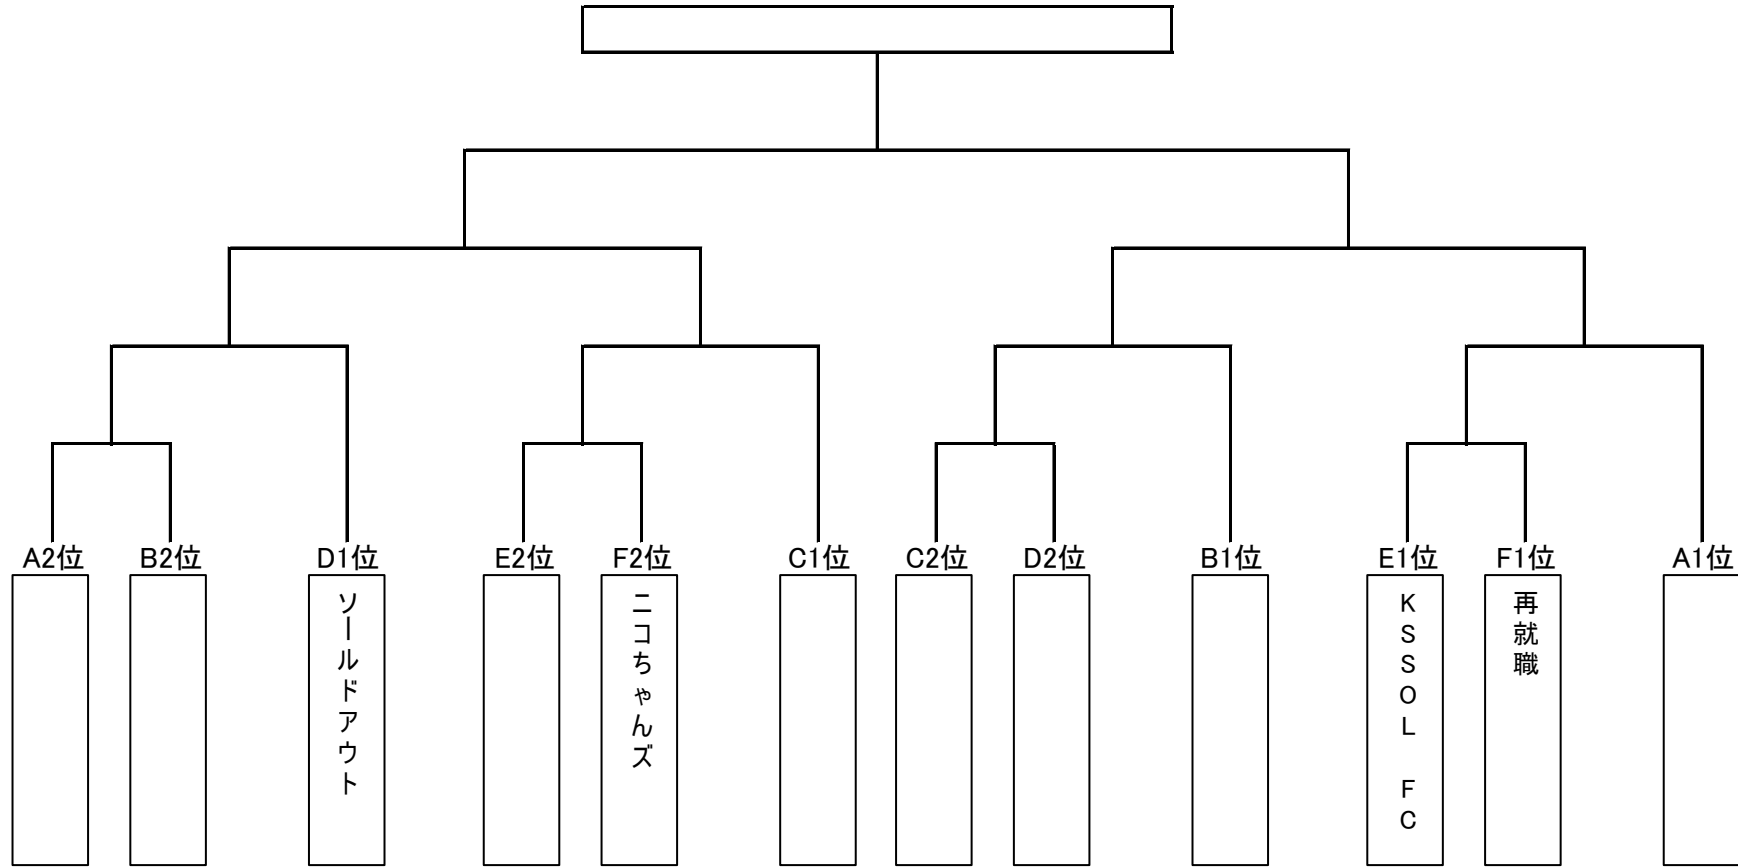 A2位
B2位
D1位
E2位
F2位
C1位
C2位
D2位
B1位
E1位
F1位
A1位
ソールドアウト
ニコちゃんズ
KSSOL FC
再就職